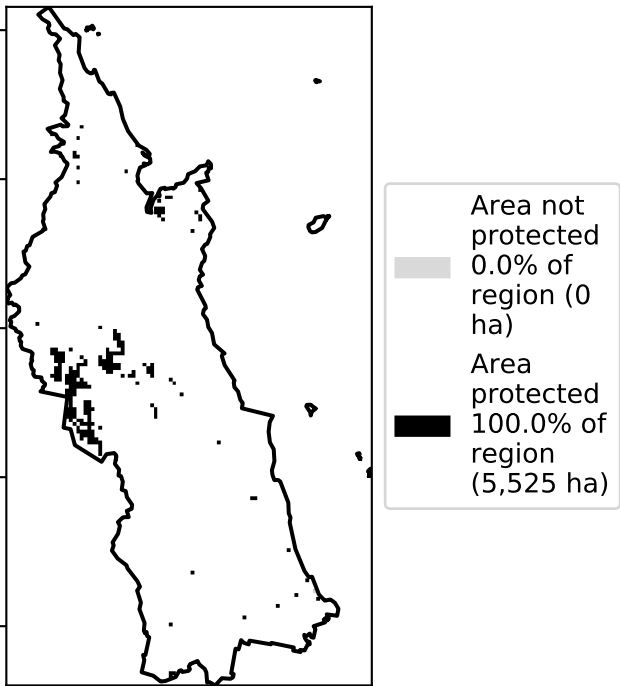 Area not
protected
0.0% of
region (0
ha)
Area
protected
100.0% of
region
(5,525 ha)